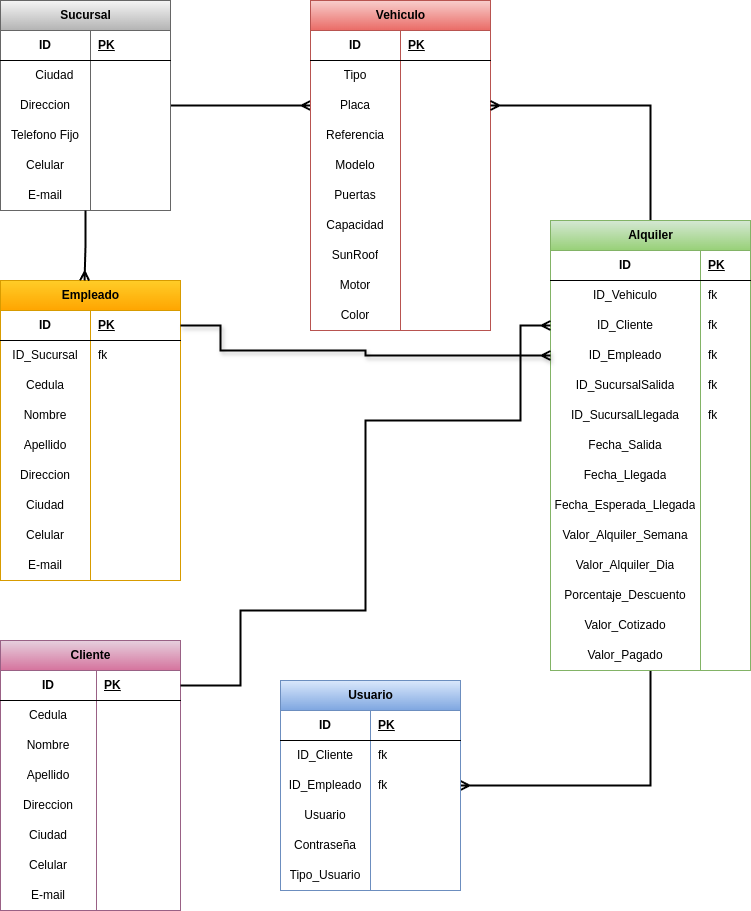 Sucursal
ID PK
Ciudad
Direccion
Telefono Fijo
Celular
E-mail
Vehiculo
ID PK
Tipo
Placa
Referencia
Modelo
Puertas
Capacidad
SunRoof
Motor
Color
Alquiler
ID PK
ID_Vehiculo fk
ID_Cliente fk
ID_Empleado fk
ID_SucursalSalida fk
ID_SucursalLlegada fk
Fecha_Salida
Fecha_Llegada
Fecha_Esperada_Llegada
Valor_Alquiler_Semana
Valor_Alquiler_Dia
Porcentaje_Descuento
Valor_Cotizado
Valor_Pagado
Empleado
ID PK
ID_Sucursal fk
Cedula
Nombre
Apellido
Direccion
Ciudad
Celular
E-mail
Cliente
ID PK
Cedula
Nombre
Apellido
Direccion
Ciudad
Celular
E-mail
Usuario
ID PK
ID_Cliente fk
ID_Empleado fk
Usuario
Contraseña
Tipo_Usuario